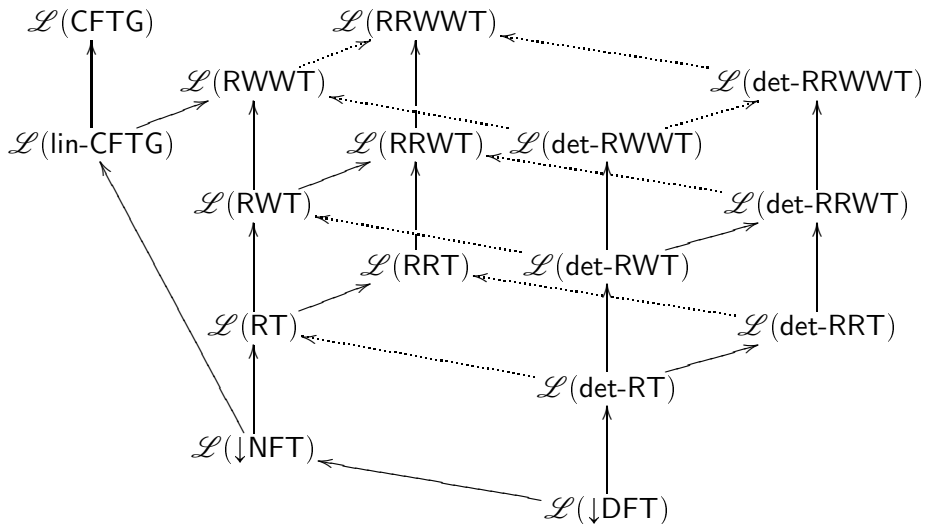 ℒ(CFTG) ℒ(RRWWT)
ℒ(RWWT) ℒ(det-RRWWT)
ℒ(lin-CFTG) ℒ(RRWT) ℒ(det-RWWT)
ℒ(RWT) ℒ(det-RRWT)
ℒ(RRT) ℒ(det-RWT)
ℒ(RT) ℒ(det-RRT)
ℒ(det-RT)
ℒ(↓NFT)
ℒ(↓DFT)